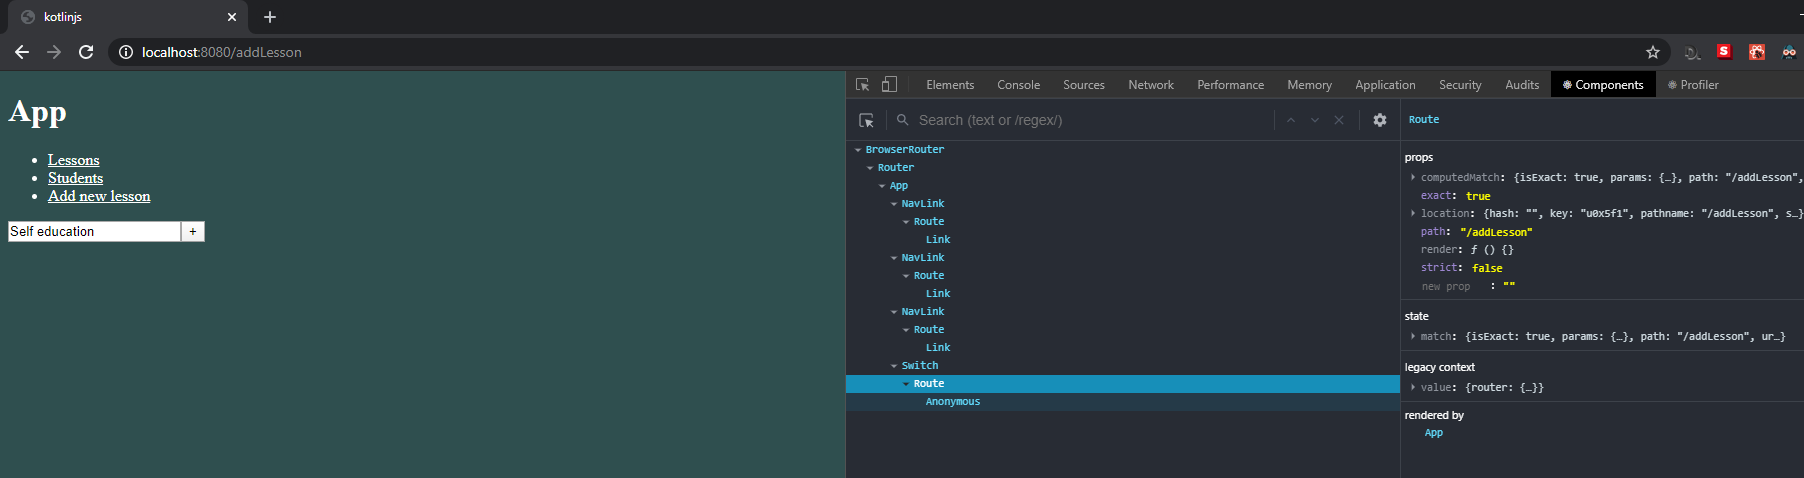 kotlinjs
localhost:8080/addLesson
App
Lessons
Students
Add new lesson
Self education +
Elements Console Sources Network Performance Memory Application Security Audits Components Profiler
Search (text or /regex/)
BrowserRouter
Router
App
NavLink
Route
Link
NavLink
Route
Link
NavLink
Route
Link
Switch
Route
Anonymous
Route
props
computedMatch: {isExact: true, params: {…}, path: "/addLesson",
exact: true
location: {hash: "", key: "u0x5f1", pathname: "/addLesson", s…}
path: "/addLesson"
render: ƒ () {}
strict: false
new prop : ""
state
match: {isExact: true, params: {…}, path: "/addLesson", ur…}
legacy context
value: {router: {…}}
rendered by
App